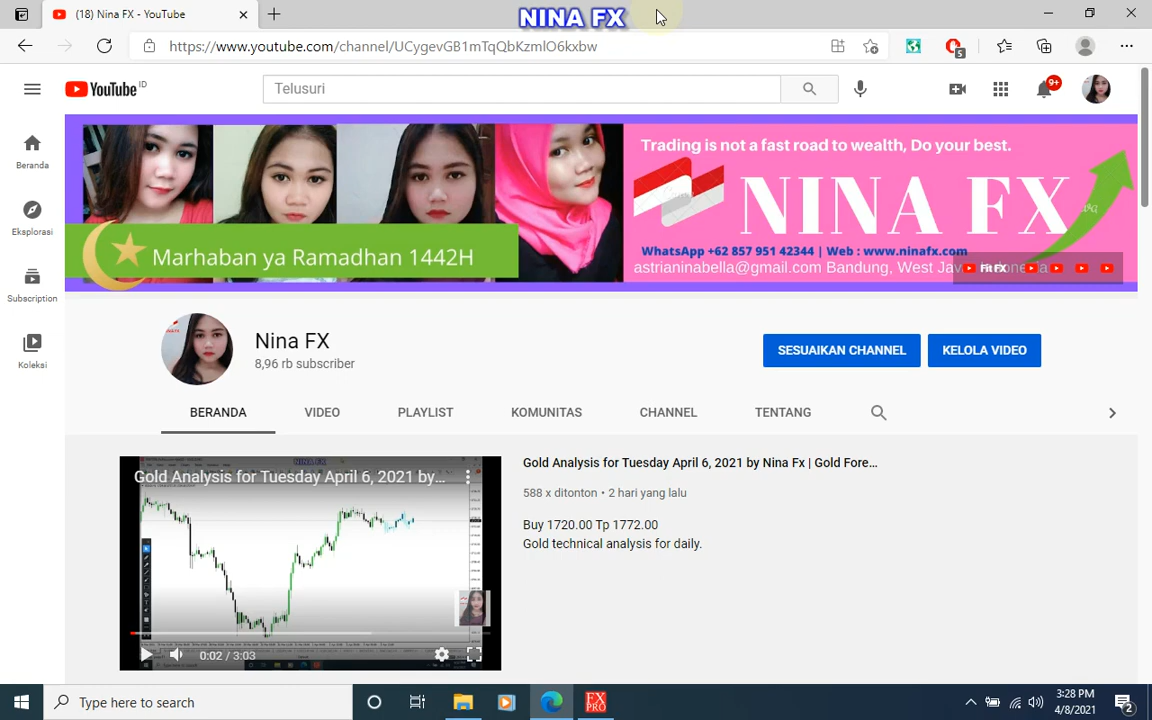 (18) Nina FX - YouTube
NINA FX
https://www.youtube.com/channel/UCygevGB1mTqQbKzmlO6kxbw
5
YouTube ID
Telusuri
9+
Beranda
Eksplorasi
Subscription
Koleksi
Trading is not a fast road to wealth, Do your best.
NINA FX
Marhaban ya Ramadhan 1442H
WhatsApp +62 857 951 42344 | Web : www.ninafx.com
astrianinabella@gmail.com Bandung, West Java
Fit FX
Nina FX
8,96 rb subscriber
SESUAIKAN CHANNEL
KELOLA VIDEO
BERANDA
VIDEO
PLAYLIST
KOMUNITAS
CHANNEL
TENTANG
Gold Analysis for Tuesday April 6, 2021 by...
0:02 / 3:03
Gold Analysis for Tuesday April 6, 2021 by Nina Fx | Gold Fore...
588 x ditonton • 2 hari yang lalu
Buy 1720.00 Tp 1772.00
Gold technical analysis for daily.
Type here to search
FX
PRO
3:28 PM
4/8/2021
2